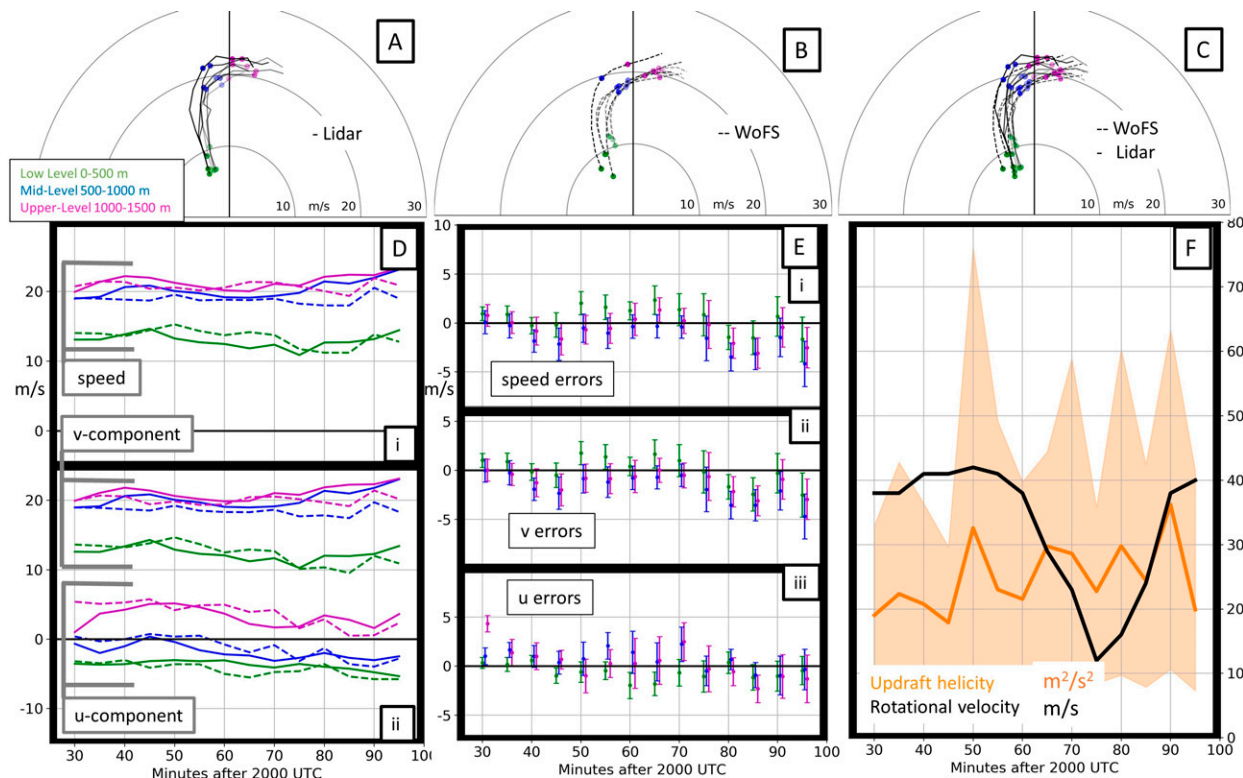 A
B
C
- Lidar
-- WoFS
-- WoFS
- Lidar
Low Level 0-500 m
Mid-Level 500-1000 m
Upper-Level 1000-1500 m
10 m/s 20 30
10 m/s 20 30
10 m/s 20 30
D
20
10
m/s
0
speed
v-component
i
20
0
-10
u-component
ii
30 40 50 60 70 80 90 100
Minutes after 2000 UTC
E
10
5
0
m/s
-5
i
speed errors
5
0
-5
ii
v errors
5
0
-5
iii
u errors
30 40 50 60 70 80 90 100
Minutes after 2000 UTC
F
80
70
60
50
40
30
20
10
0
Updraft helicity m²/s²
Rotational velocity m/s
30 40 50 60 70 80 90 100
Minutes after 2000 UTC